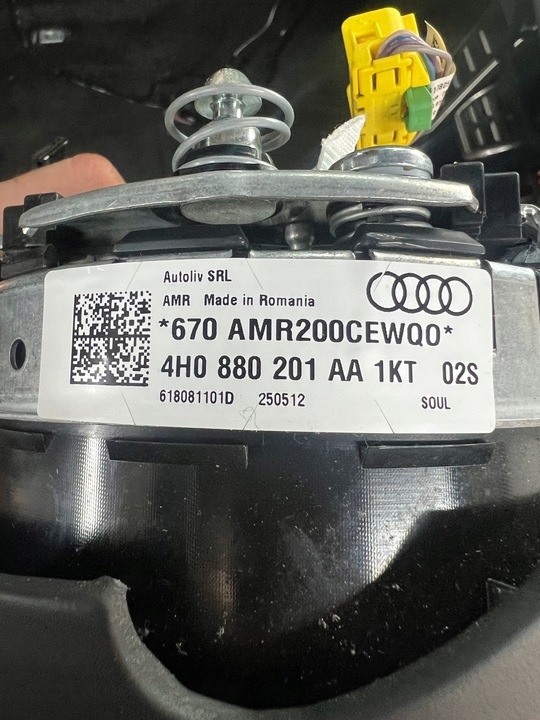 Autoliv SRL
AMR Made in Romania
*670 AMR200CEWQ0*
4H0 880 201 AA 1KT 02S
618081101D 250512 SOUL